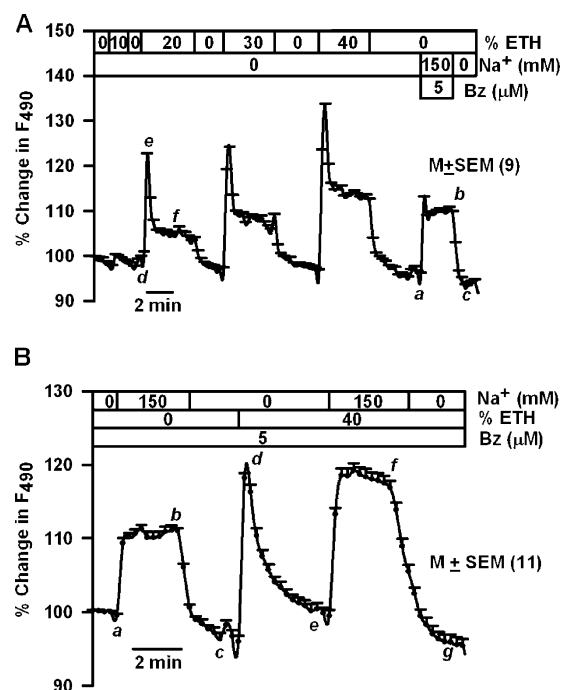 A
150
0 10 0 20 0 30 0 40 0 % ETH
140
0 Na+ (mM)
150 0
5 Bz (µM)
130
e
M±SEM (9)
120
f
b
110
100
d
a
c
90
2 min
% Change in F490
B
130
0 150 0 150 0 Na+ (mM)
0 40 % ETH
5 Bz (µM)
120
d
f
b
110
M ± SEM (11)
100
a
c
e
g
2 min
90
% Change in F490